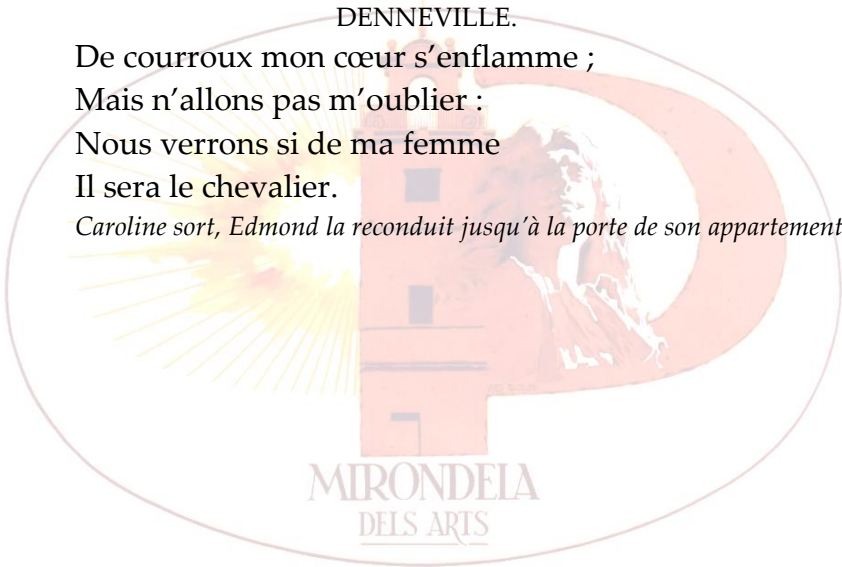 DENNEVILLE.
De courroux mon cœur s’enflamme ;
Mais n’allons pas m’oublier :
Nous verrons si de ma femme
Il sera le chevalier.
Caroline sort, Edmond la reconduit jusqu’à la porte de son appartement
MIRONDELA
DELS ARTS